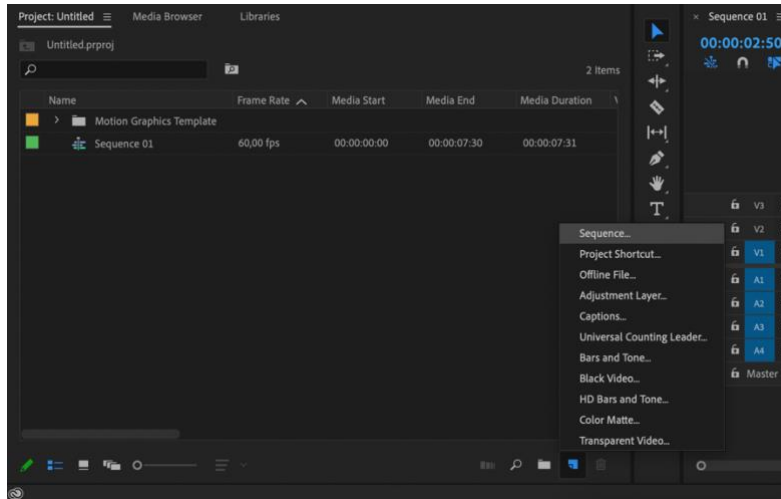 Project: Untitled
Media Browser
Libraries
Untitled.prproj
2 Items
Name Frame Rate Media Start Media End Media Duration V
Motion Graphics Template
Sequence 01 60,00 fps 00:00:00:00 00:00:07:30 00:00:07:31
T
Sequence...
Project Shortcut...
Offline File...
Adjustment Layer...
Captions...
Universal Counting Leader...
Bars and Tone...
Black Video...
HD Bars and Tone...
Color Matte...
Transparent Video...
× Sequence 01
00:00:02:50
V3
V2
V1
A1
A2
A3
A4
Master